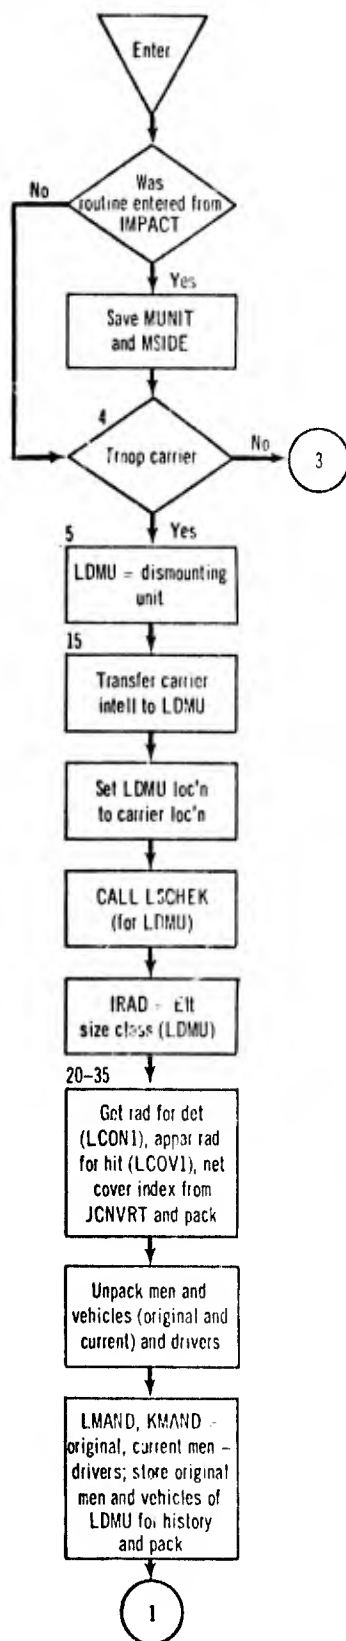 Enter
Was
routine entered from
IMPACT
No
Yes
Save MUNIT
and MSIDE
4
Troop carrier
No
3
Yes
5
LDMU = dismounting
unit
15
Transfer carrier
intell to LDMU
Set LDMU loc'n
to carrier loc'n
CALL LSCHEK
(for LDMU)
IRAD - Elt
size class (LDMU)
20-35
Get rad for det
(LCON1), appar rad
for hit (LCOV1), net
cover index from
JCNVRT and pack
Unpack men and
vehicles (original and
current) and drivers
LMAND, KMAND -
original, current men -
drivers; store original
men and vehicles of
LDMU for history
and pack
1